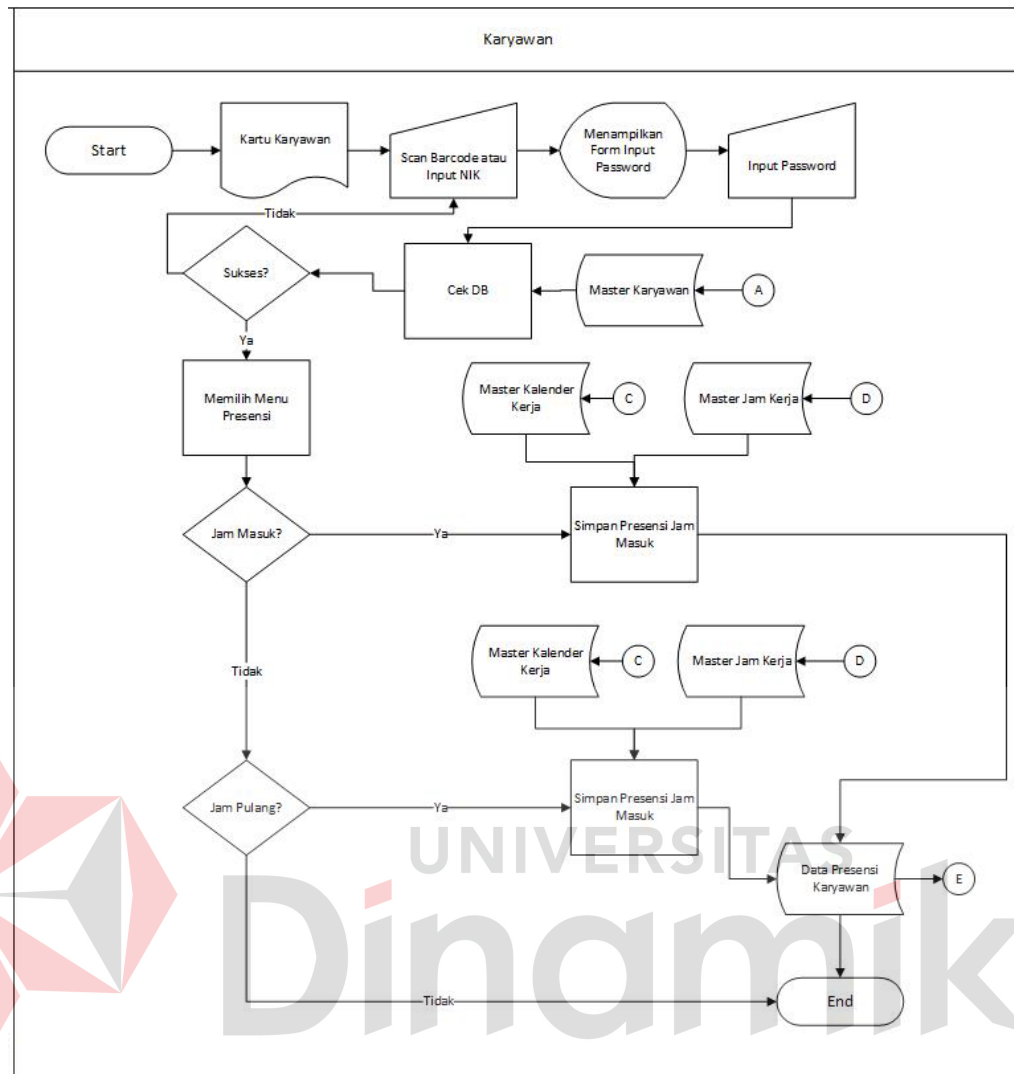 Karyawan
Start
Kartu Karyawan
Scan Barcode atau
Input NIK
Menampilkan
Form Input
Password
Input Password
Tidak
Sukses?
Cek DB
Master Karyawan
A
Ya
Memilih Menu
Presensi
Master Kalender
Kerja
C
Master Jam Kerja
D
Jam Masuk?
Ya
Simpan Presensi Jam
Masuk
Tidak
Master Kalender
Kerja
C
Master Jam Kerja
D
Jam Pulang?
Ya
Simpan Presensi Jam
Masuk
UNIVERSITAS
Dinamik
Data Presensi
Karyawan
E
Tidak
End